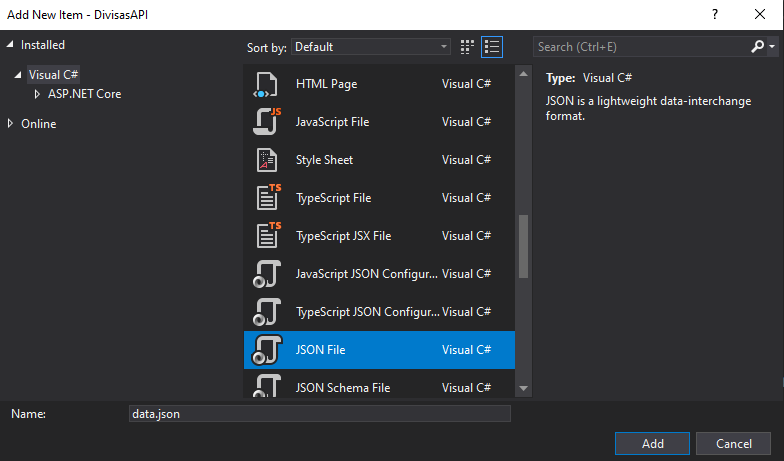 Add New Item - DivisasAPI
Installed
Sort by: Default
Search (Ctrl+E)
Visual C#
ASP.NET Core
Online
HTML Page Visual C#
JavaScript File Visual C#
Style Sheet Visual C#
TypeScript File Visual C#
TypeScript JSX File Visual C#
JavaScript JSON Configur... Visual C#
TypeScript JSON Configur... Visual C#
JSON File Visual C#
JSON Schema File Visual C#
Type: Visual C#
JSON is a lightweight data-interchange
format.
Name: data.json
Add Cancel